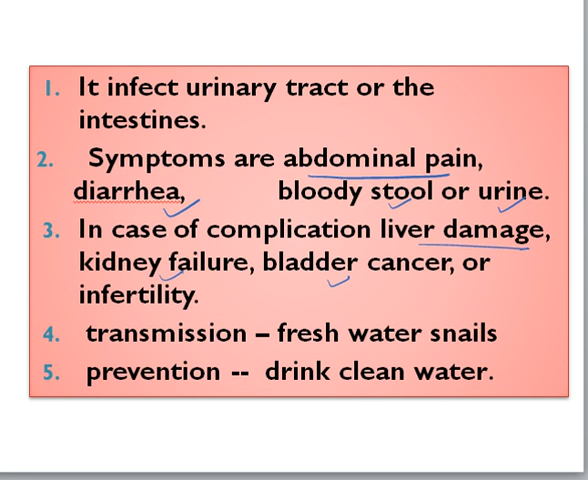 1. It infect urinary tract or the
intestines.
2. Symptoms are abdominal pain,
diarrhea, bloody stool or urine.
3. In case of complication liver damage,
kidney failure, bladder cancer, or
infertility.
4. transmission – fresh water snails
5. prevention -- drink clean water.